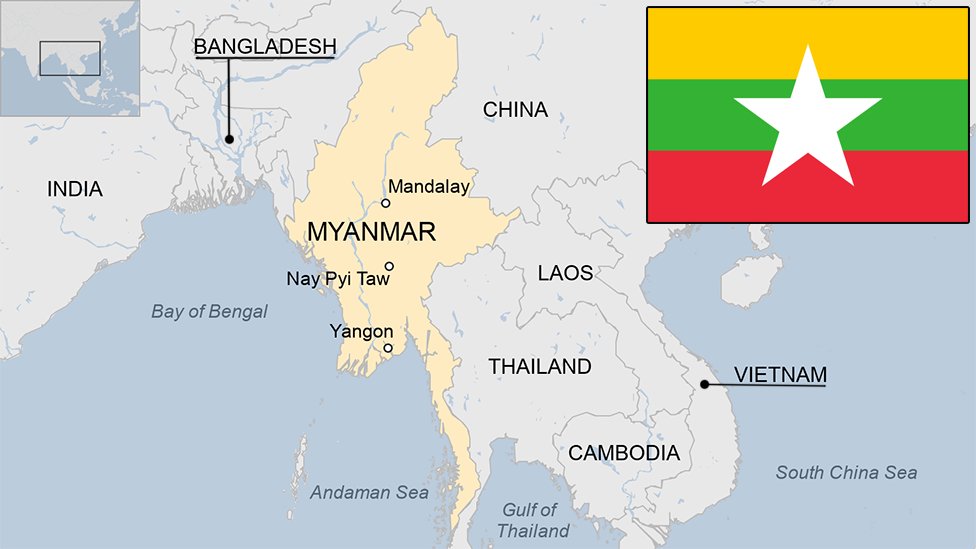 BANGLADESH
CHINA
INDIA
Mandalay
MYANMAR
LAOS
Nay Pyi Taw
Bay of Bengal
Yangon
THAILAND
VIETNAM
CAMBODIA
South China Sea
Andaman Sea
Gulf of
Thailand